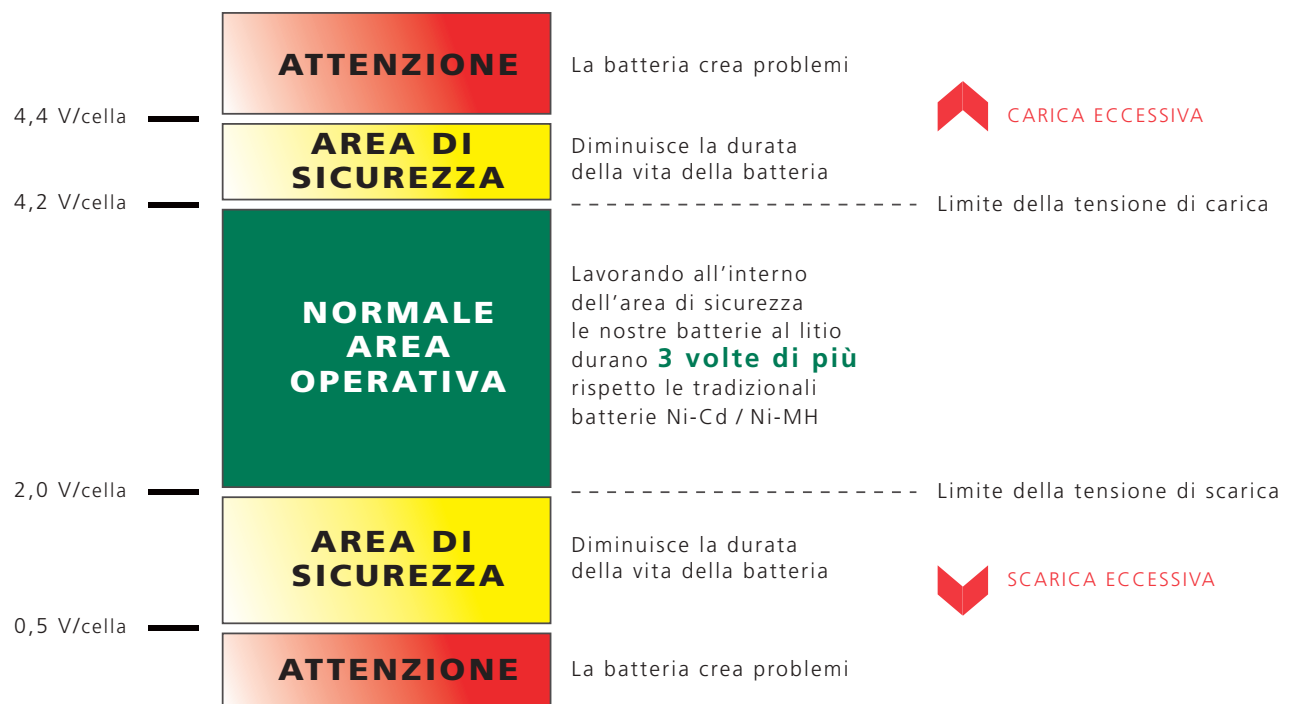 ATTENZIONE
La batteria crea problemi
4,4 V/cella
CARICA ECCESSIVA
AREA DI
SICUREZZA
Diminuisce la durata
della vita della batteria
4,2 V/cella
Limite della tensione di carica
NORMALE
AREA
OPERATIVA
Lavorando all'interno
dell'area di sicurezza
le nostre batterie al litio
durano 3 volte di più
rispetto le tradizionali
batterie Ni-Cd / Ni-MH
2,0 V/cella
Limite della tensione di scarica
AREA DI
SICUREZZA
Diminuisce la durata
della vita della batteria
SCARICA ECCESSIVA
0,5 V/cella
ATTENZIONE
La batteria crea problemi